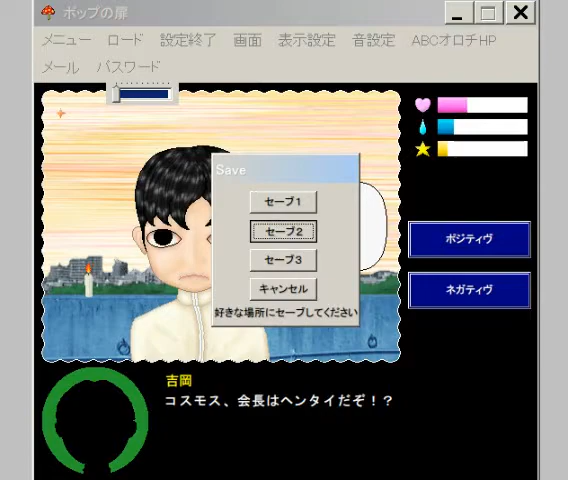 ポップの扉
メニュー ロード 設定終了 画面 表示設定 音設定 ABCオロチHP
メール パスワード
Save
セーブ1
セーブ2
セーブ3
キャンセル
好きな場所にセーブしてください
ポジティヴ
ネガティヴ
吉岡
コスモス、会長はヘンタイだぞ！？